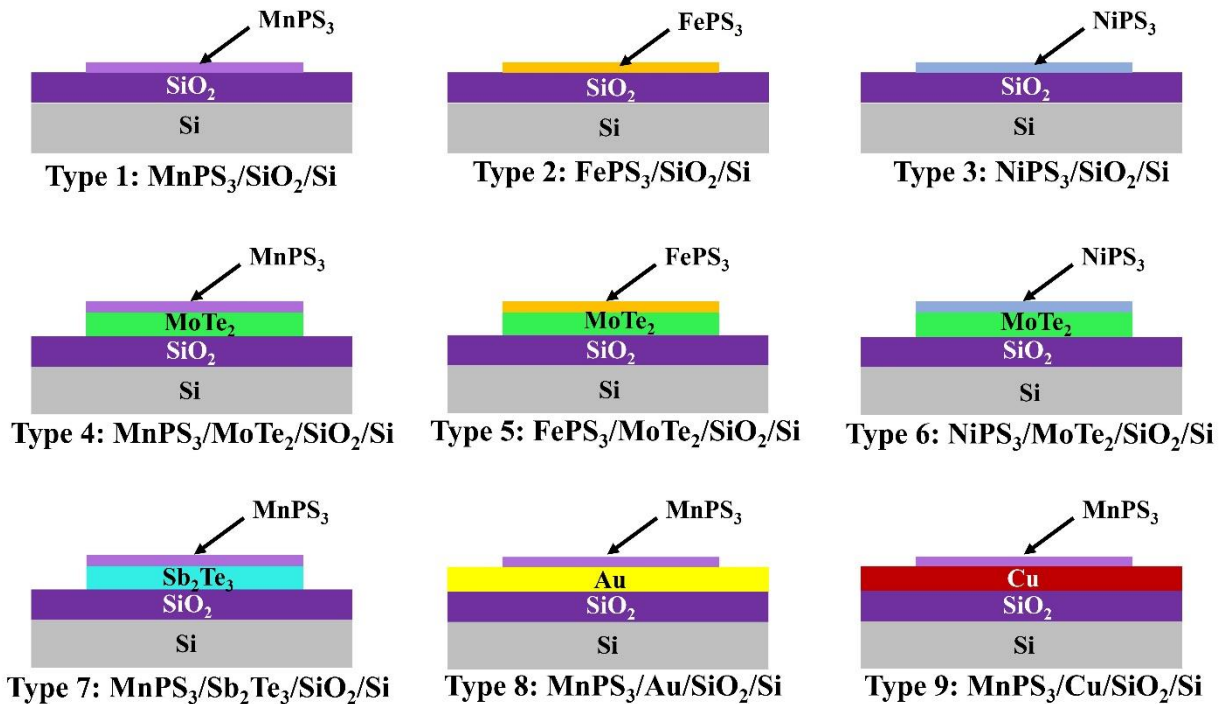 MnPS₃
SiO₂
Si
Type 1: MnPS₃/SiO₂/Si
FePS₃
SiO₂
Si
Type 2: FePS₃/SiO₂/Si
NiPS₃
SiO₂
Si
Type 3: NiPS₃/SiO₂/Si
MnPS₃
MoTe₂
SiO₂
Si
Type 4: MnPS₃/MoTe₂/SiO₂/Si
FePS₃
MoTe₂
SiO₂
Si
Type 5: FePS₃/MoTe₂/SiO₂/Si
NiPS₃
MoTe₂
SiO₂
Si
Type 6: NiPS₃/MoTe₂/SiO₂/Si
MnPS₃
Sb₂Te₃
SiO₂
Si
Type 7: MnPS₃/Sb₂Te₃/SiO₂/Si
MnPS₃
Au
SiO₂
Si
Type 8: MnPS₃/Au/SiO₂/Si
MnPS₃
Cu
SiO₂
Si
Type 9: MnPS₃/Cu/SiO₂/Si